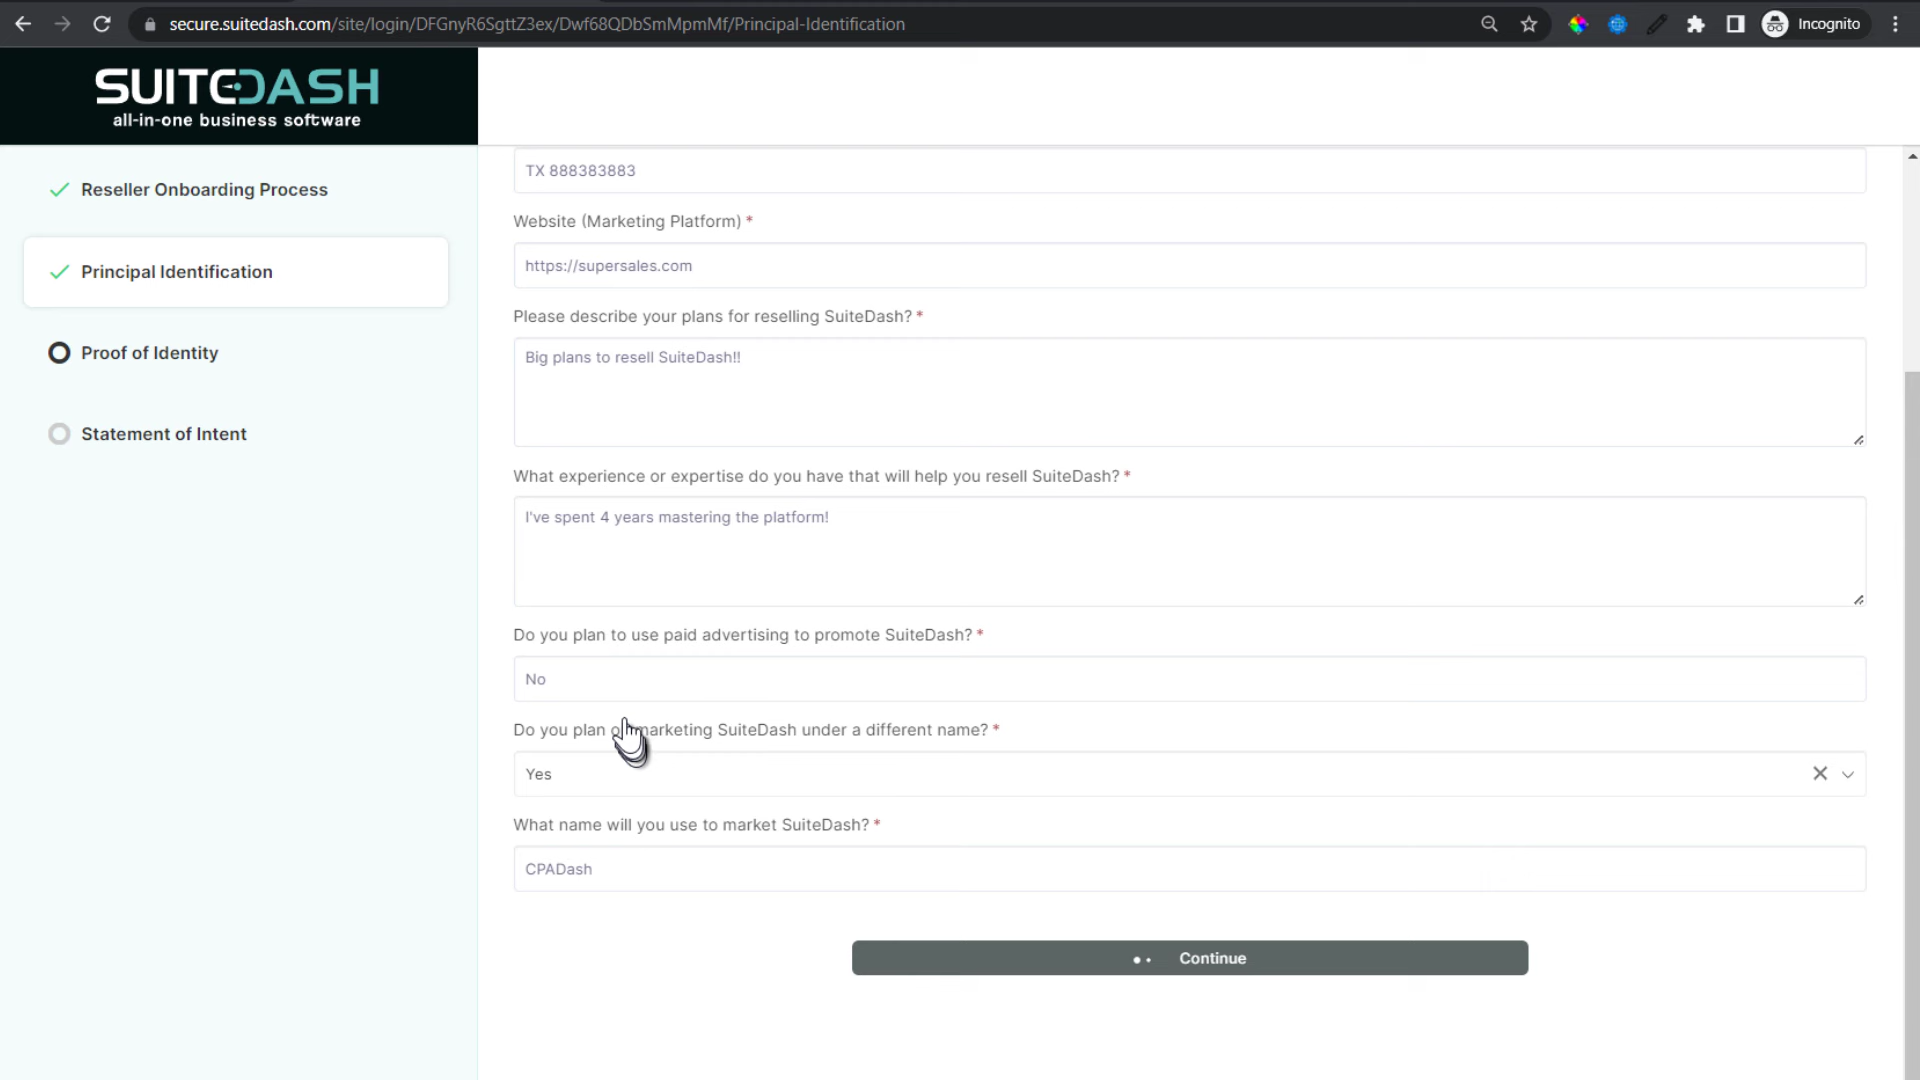 secure.suitedash.com/site/login/DFGnyR6SgttZ3ex/Dwf68QDbSmMpmMf/Principal-Identification
Incognito
SUITEDASH
all-in-one business software
Reseller Onboarding Process
Principal Identification
Proof of Identity
Statement of Intent
TX 888383883
Website (Marketing Platform) *
https://supersales.com
Please describe your plans for reselling SuiteDash? *
Big plans to resell SuiteDash!!
What experience or expertise do you have that will help you resell SuiteDash? *
I've spent 4 years mastering the platform!
Do you plan to use paid advertising to promote SuiteDash? *
No
Do you plan on marketing SuiteDash under a different name? *
Yes
What name will you use to market SuiteDash? *
CPADash
Continue